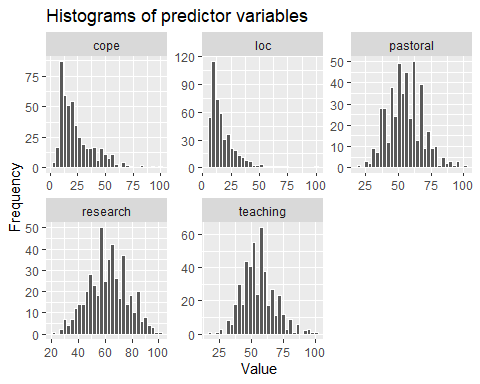 Histograms of predictor variables
cope loc pastoral
75 50 25 0
120 90 60 30 0
50 40 30 20 10 0
0 25 50 75 100
0 25 50 75 100
25 50 75 100
Frequency
research teaching
50 40 30 20 10 0
60 40 20 0
20 40 60 80 100
25 50 75 100
Value